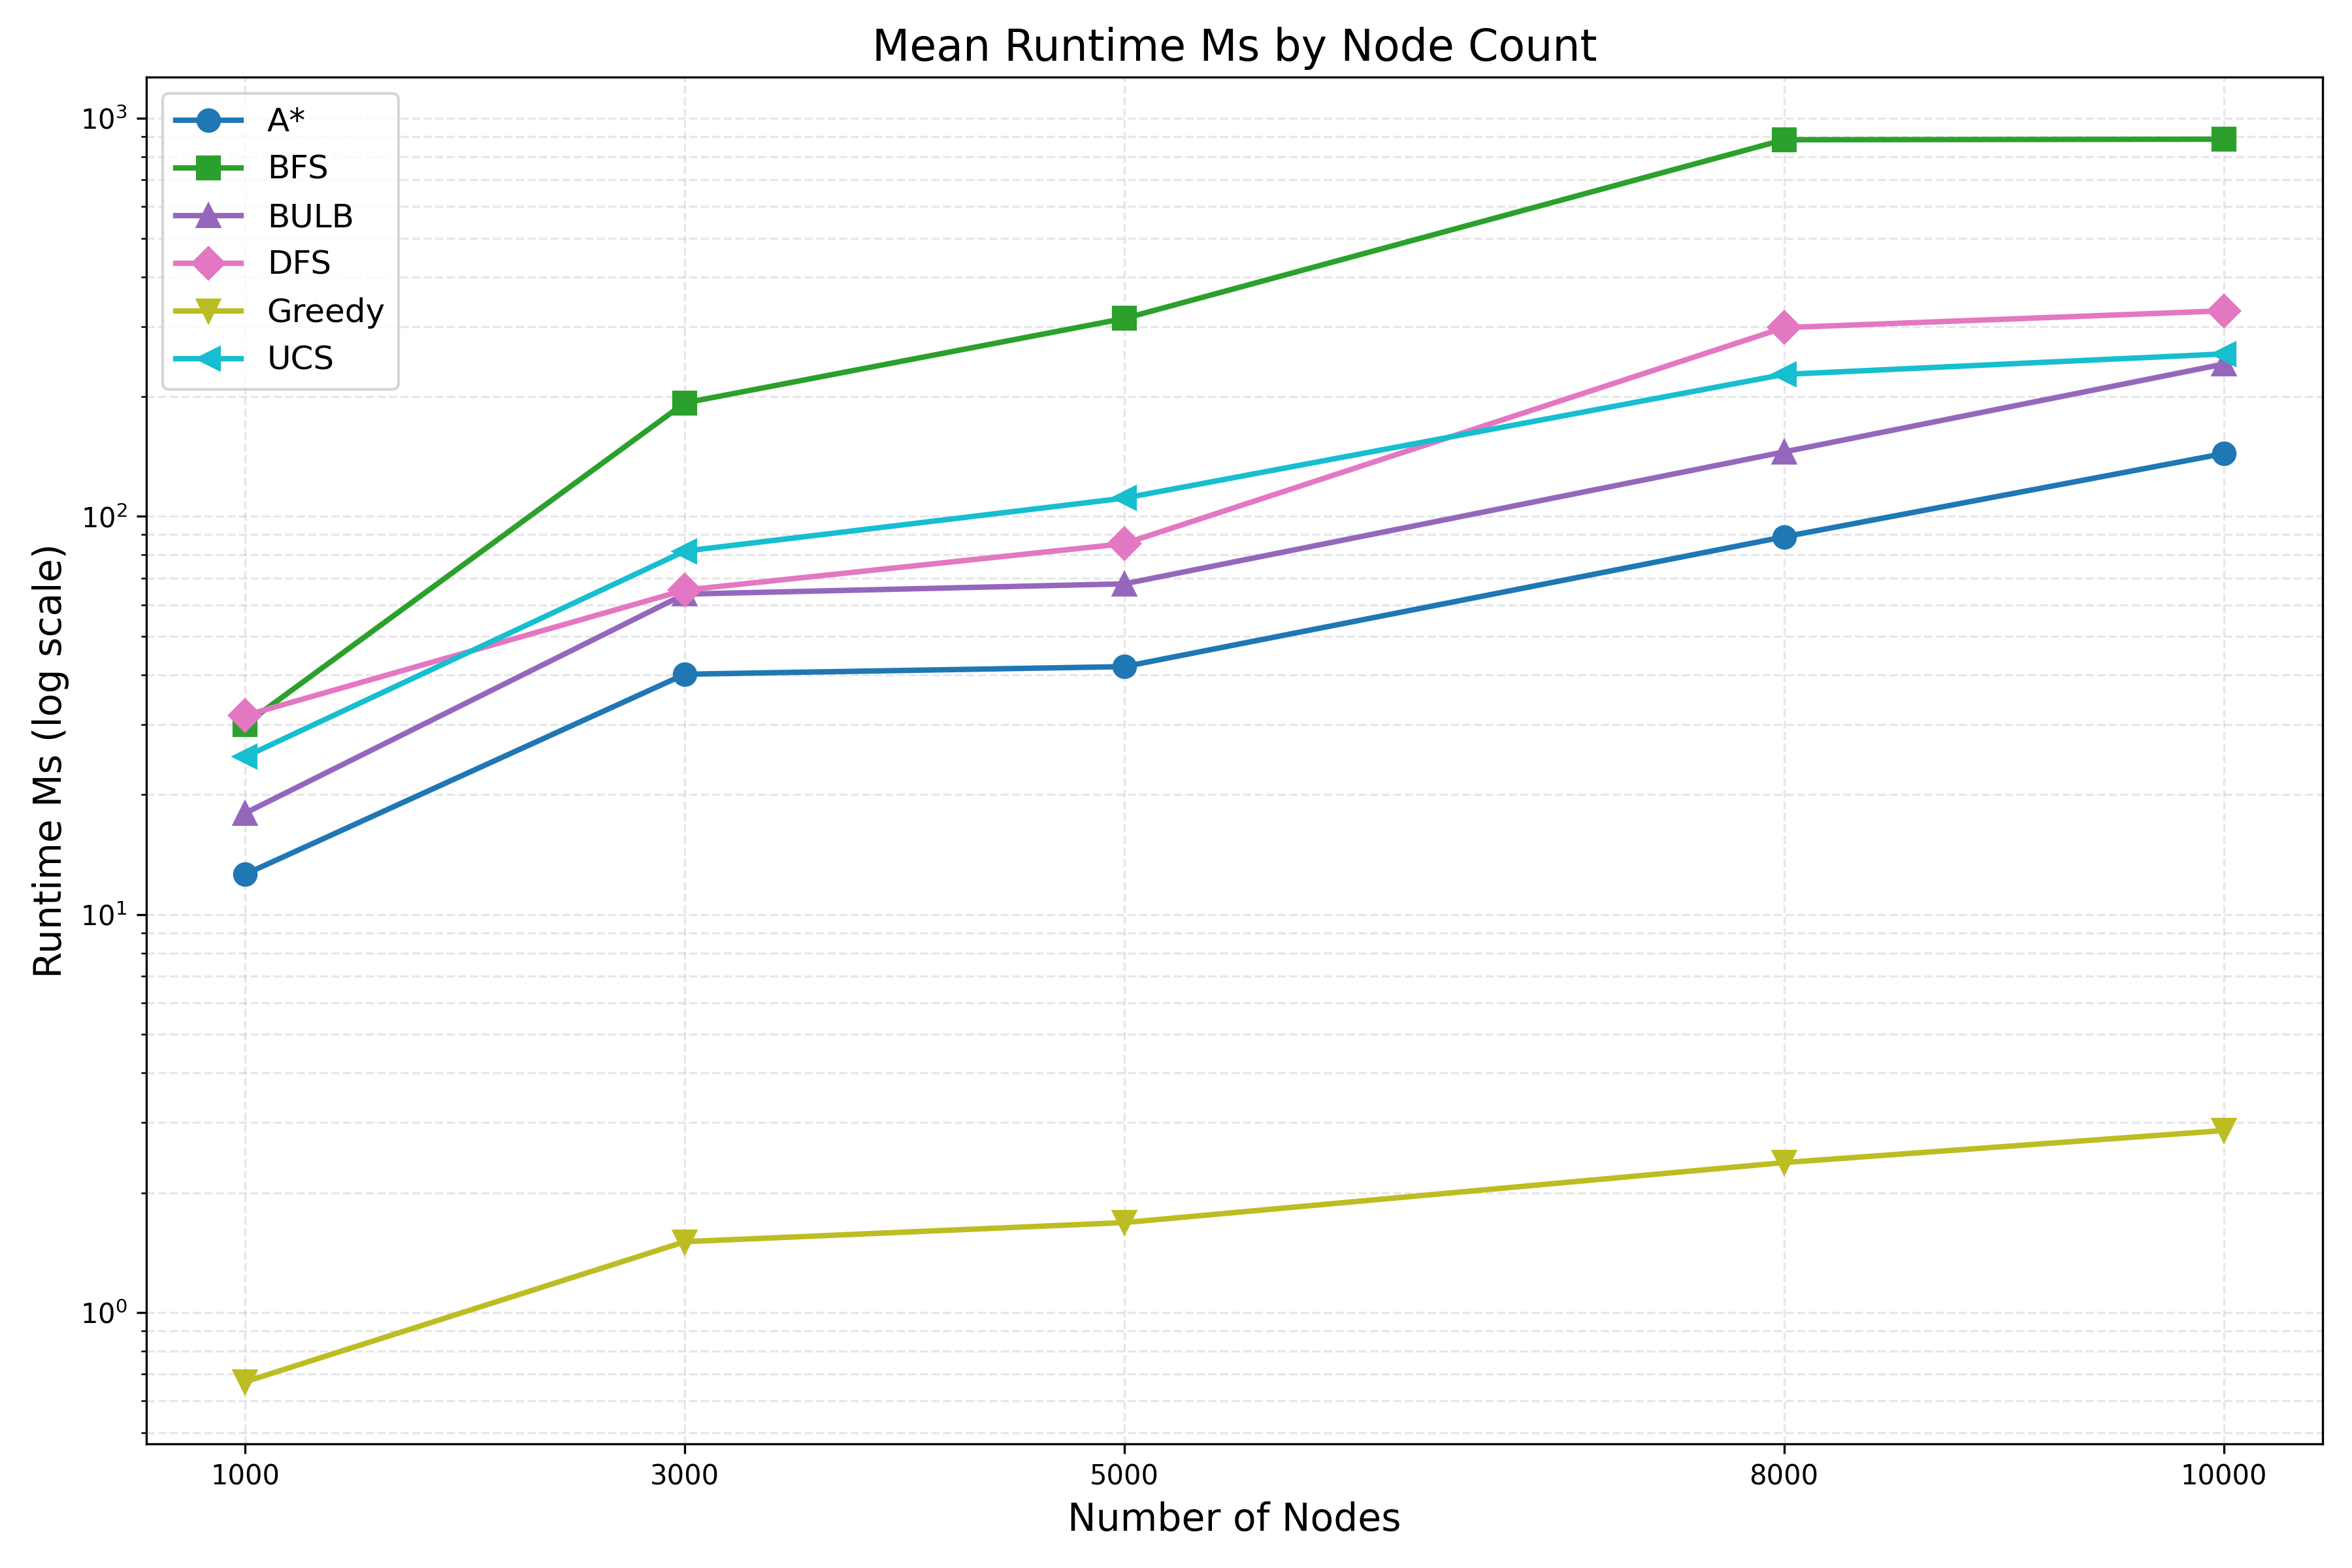 Mean Runtime Ms by Node Count
A*
BFS
BULB
DFS
Greedy
UCS
Runtime Ms (log scale)
10³
10²
10¹
10⁰
1000 3000 5000 8000 10000
Number of Nodes